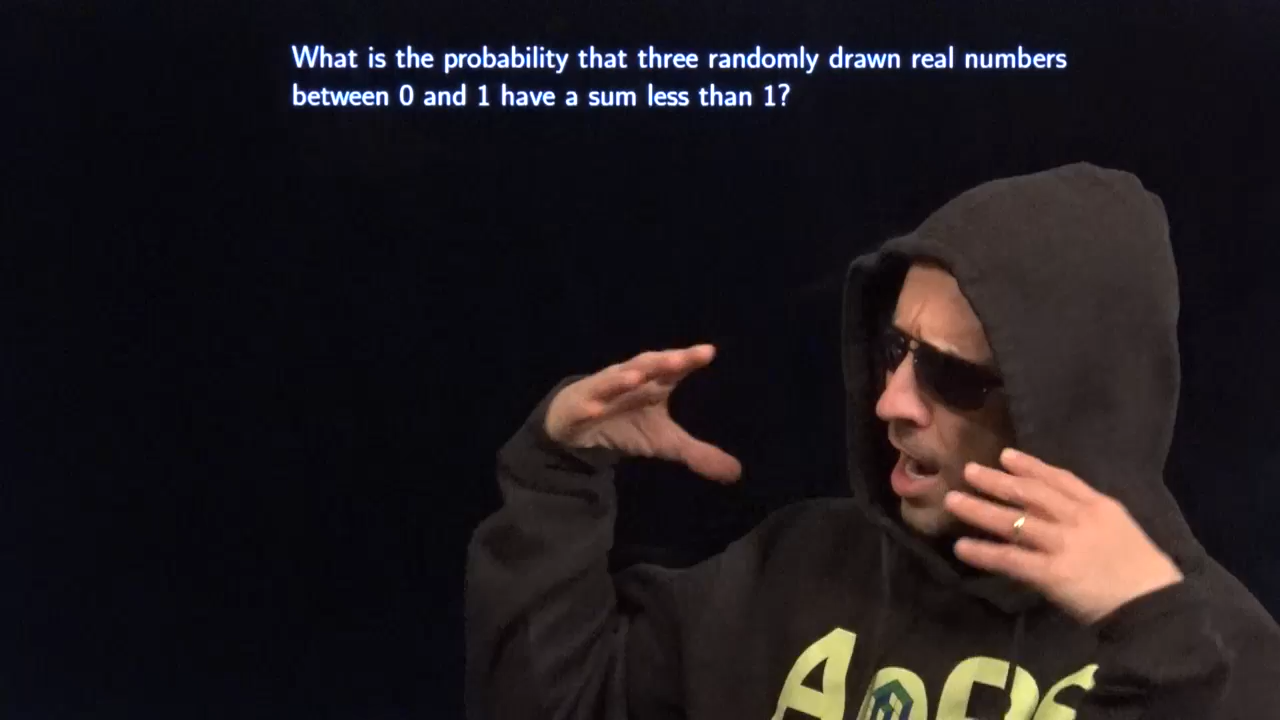 What is the probability that three randomly drawn real numbers
between 0 and 1 have a sum less than 1?
AoPS